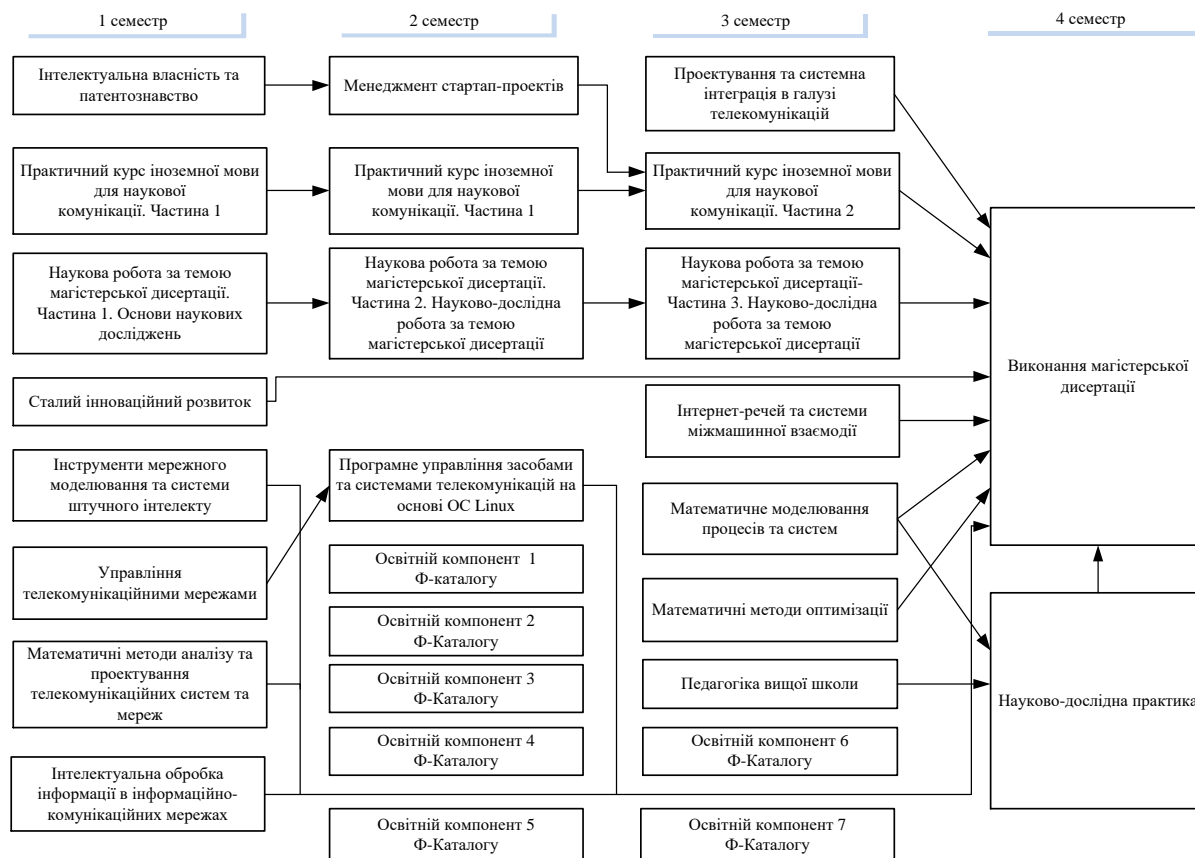 1 семестр
2 семестр
3 семестр
4 семестр
Інтелектуальна власність та
патентознавство
Менеджмент стартап-проектів
Проектування та системна
інтеграція в галузі
телекомунікацій
Практичний курс іноземної мови
для наукової
комунікації. Частина 1
Практичний курс іноземної
мови для наукової
комунікації. Частина 1
Практичний курс іноземної мови
для наукової
комунікації. Частина 2
Наукова робота за темою
магістерської дисертації.
Частина 1. Основи наукових
досліджень
Наукова робота за темою
магістерської дисертації.
Частина 2. Науково-дослідна
робота за темою
магістерської дисертації
Наукова робота за темою
магістерської дисертації-
Частина 3. Науково-дослідна
робота за темою
магістерської дисертації
Виконання магістерської
дисертації
Сталий інноваційний розвиток
Інтернет-речей та системи
міжмашинної взаємодії
Інструменти мережного
моделювання та системи
штучного інтелекту
Програмне управління засобами
та системами телекомунікацій на
основі ОС Linux
Математичне моделювання
процесів та систем
Управління
телекомунікаційними мережами
Освітній компонент 1
Ф-каталогу
Освітній компонент 2
Ф-Каталогу
Математичні методи оптимізації
Математичні методи аналізу та
проектування
телекомунікаційних систем та
мереж
Освітній компонент 3
Ф-Каталогу
Педагогіка вищої школи
Науково-дослідна практика
Освітній компонент 4
Ф-Каталогу
Освітній компонент 6
Ф-Каталогу
Інтелектуальна обробка
інформації в інформаційно-
комунікаційних мережах
Освітній компонент 5
Ф-Каталогу
Освітній компонент 7
Ф-Каталогу